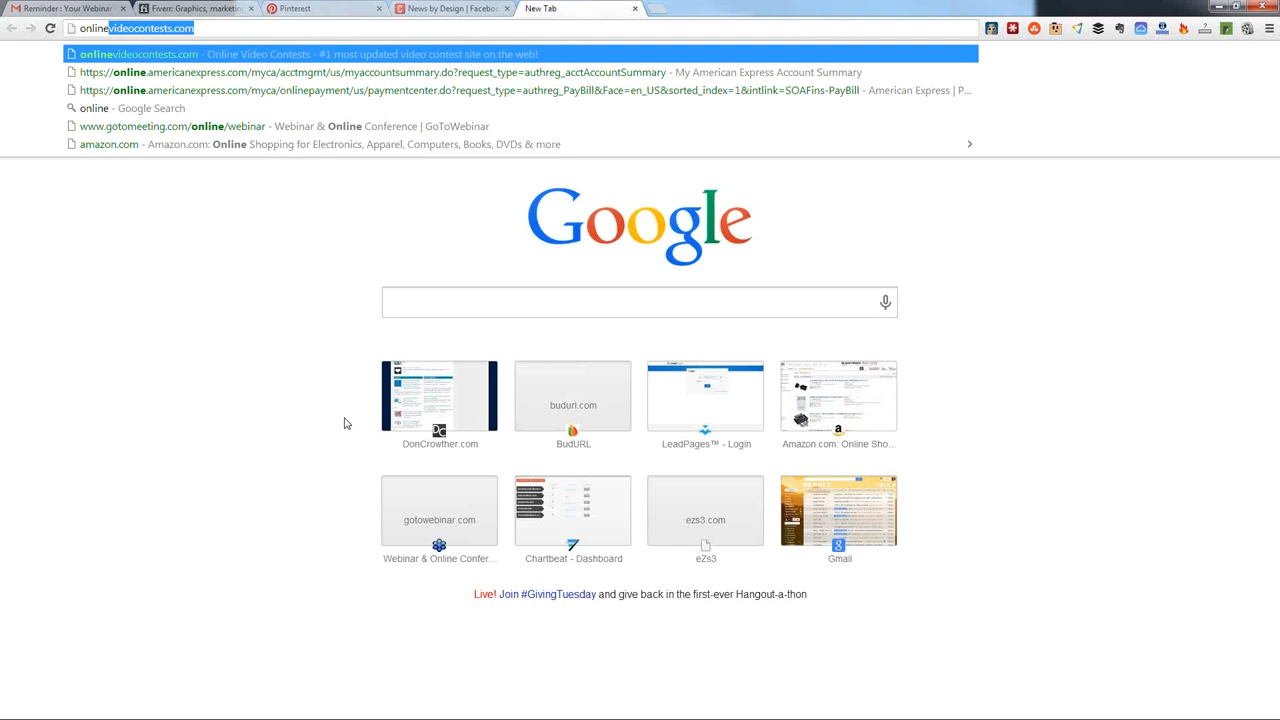 Reminder : Your Webinar
Fiverr: Graphics, marketing
Pinterest
News by Design | Facebo
New Tab
onlinevideocontests.com
onlinevideocontests.com - Online Video Contests - #1 most updated video contest site on the web!
https://online.americanexpress.com/myca/acctmgmt/us/myaccountsummary.do?request_type=authreg_acctAccountSummary - My American Express Account Summary
https://online.americanexpress.com/myca/onlinepayment/us/paymentcenter.do?request_type=authreg_PayBill&Face=en_US&sorted_index=1&intlink=SOAFins-PayBill - American Express | P...
online - Google Search
www.gotomeeting.com/online/webinar - Webinar & Online Conference | GoToWebinar
amazon.com - Amazon.com: Online Shopping for Electronics, Apparel, Computers, Books, DVDs & more
Google
budurl.com
DonCrowther.com
BudURL
LeadPages™ - Login
Amazon.com: Online Sho...
gotowebinar.com
ezs3.com
Webinar & Online Confer...
Chartbeat - Dashboard
eZs3
Gmail
Live! Join #GivingTuesday and give back in the first-ever Hangout-a-thon